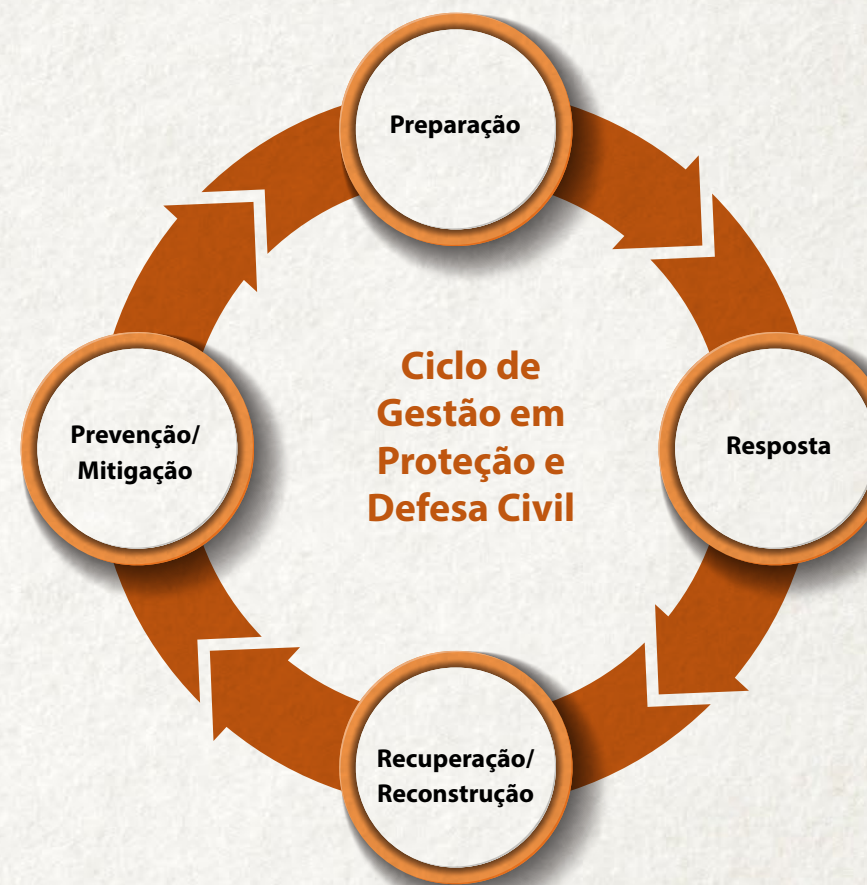 Preparação
Ciclo de
Gestão em
Proteção e
Defesa Civil
Prevenção/
Mitigação
Resposta
Recuperação/
Reconstrução